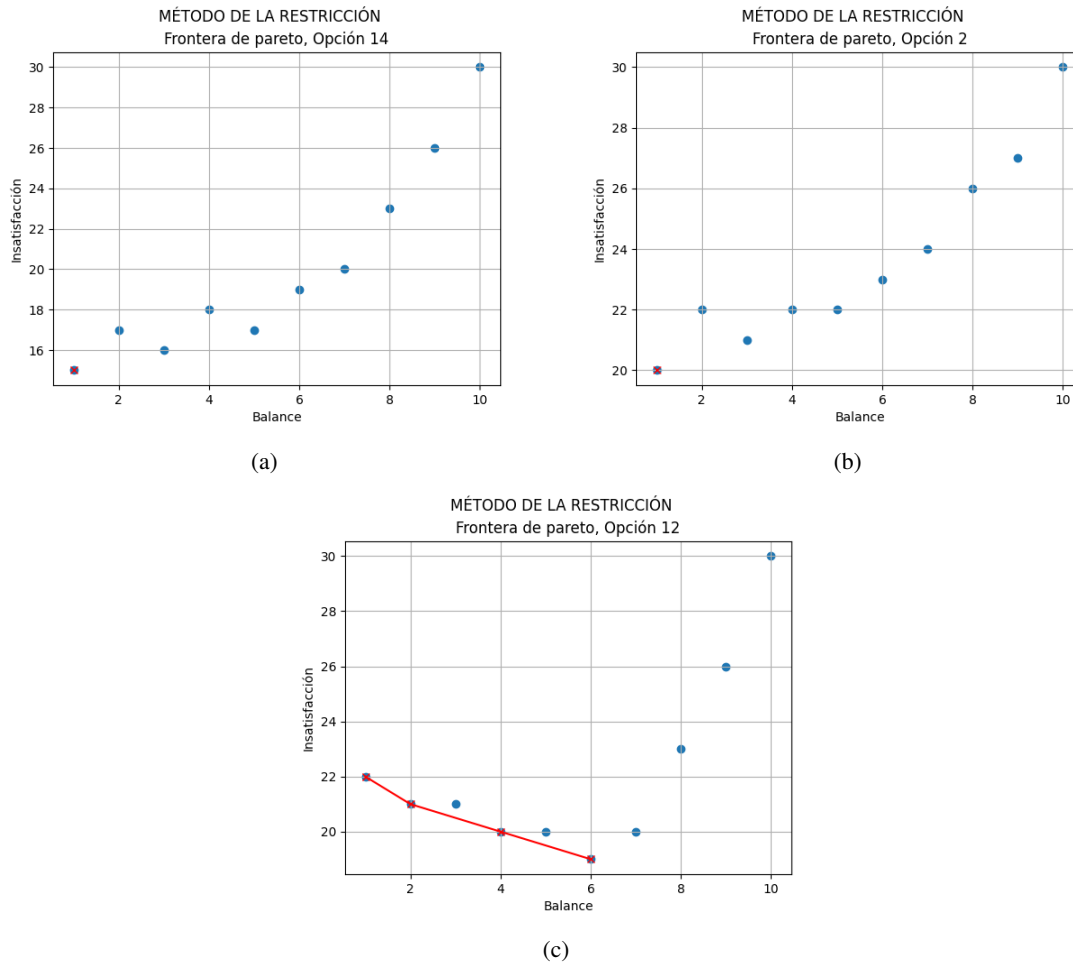 MÉTODO DE LA RESTRICCIÓN
Frontera de pareto, Opción 14
30
28
26
24
22
20
18
16
Insatisfacción
2 4 6 8 10
Balance
(a)
MÉTODO DE LA RESTRICCIÓN
Frontera de pareto, Opción 2
30
28
26
24
22
20
Insatisfacción
2 4 6 8 10
Balance
(b)
MÉTODO DE LA RESTRICCIÓN
Frontera de pareto, Opción 12
30
28
26
24
22
20
Insatisfacción
2 4 6 8 10
Balance
(c)